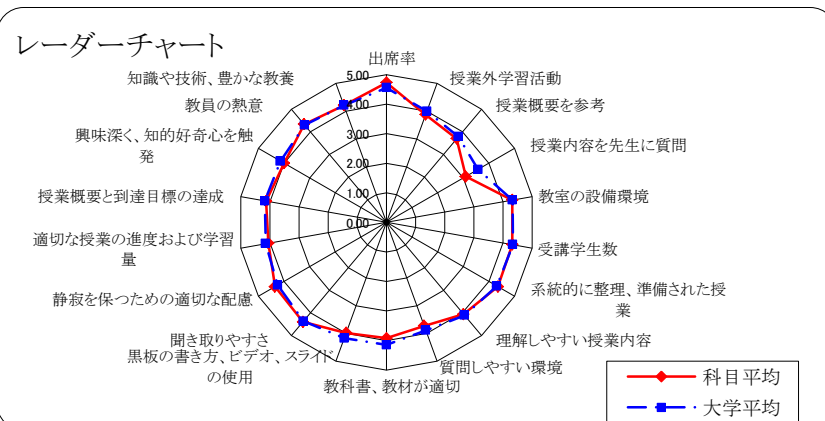 レーダーチャート
出席率
授業外学習活動
授業概要を参考
授業内容を先生に質問
教室の設備環境
受講学生数
系統的に整理、準備された授
業
理解しやすい授業内容
質問しやすい環境
教科書、教材が適切
黒板の書き方、ビデオ、スライド
の使用
聞き取りやすさ
静寂を保つための適切な配慮
適切な授業の進度および学習
量
授業概要と到達目標の達成
興味深く、知的好奇心を触
発
教員の熱意
知識や技術、豊かな教養
5.00
4.00
3.00
2.00
1.00
0.00
科目平均
大学平均